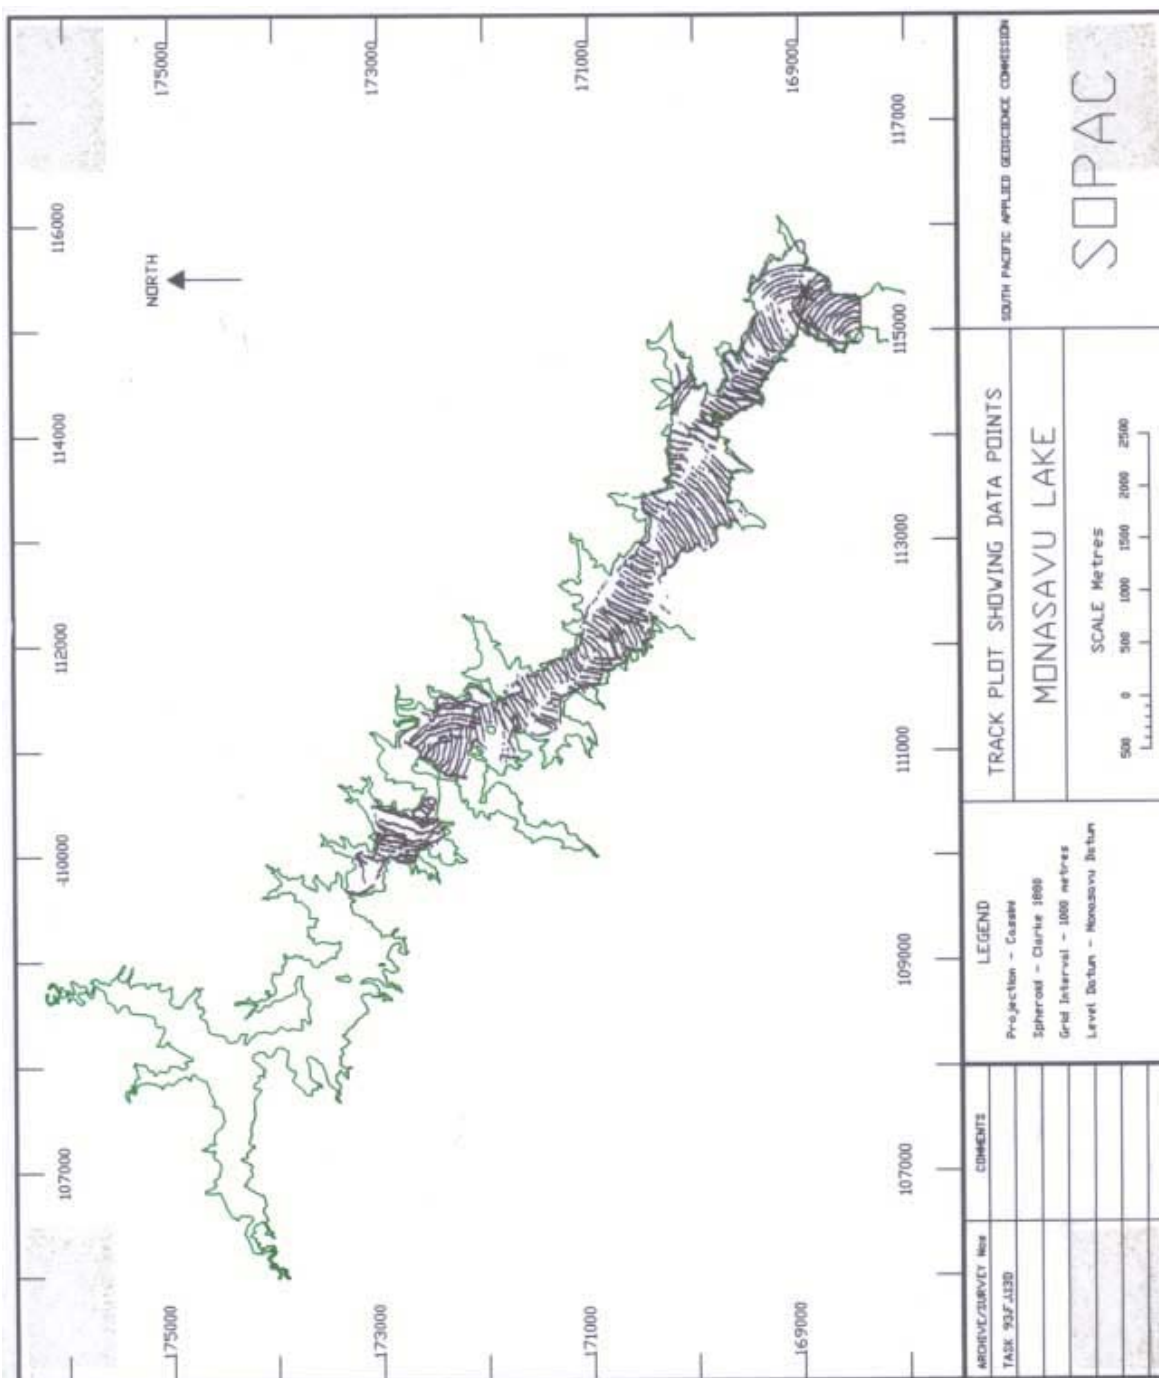 175000
173000
171000
169000
116000
114000
112000
110000
107000
NORTH
117000
115000
113000
111000
109000
107000
175000
173000
171000
169000
ARCHIVE/SURVEY Nos
COMMENTS
LEGEND
Projection - Cassini
Spheroid - Clarke 1880
Grid Interval - 1000 metres
Level Datum - Monasavu Datum
TRACK PLOT SHOWING DATA POINTS
MONASAVU LAKE
SCALE Metres
500 0 500 1000 1500 2000 2500
SOUTH PACIFIC APPLIED GEOSCIENCE COMMISSION
SOPAC
TASK